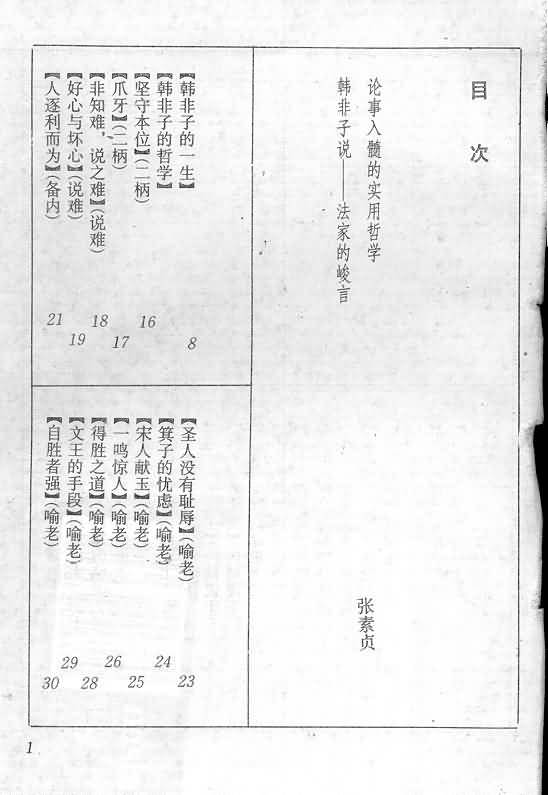 目次
论事入髓的实用哲学
韩非子说——法家的峻言
张素贞
【韩非子的一生】 8
【韩非子的哲学】
【坚守本位】(二柄) 16
【爪牙】(二柄) 17
【非知难，说之难】(说难) 18
【好心与坏心】(说难) 19
【人逐利而为】(备内) 21
【圣人没有耻辱】(喻老) 23
【箕子的忧虑】(喻老) 24
【宋人献玉】(喻老) 25
【一鸣惊人】(喻老) 26
【得胜之道】(喻老) 28
【文王的手段】(喻老) 29
【自胜者强】(喻老) 30
1